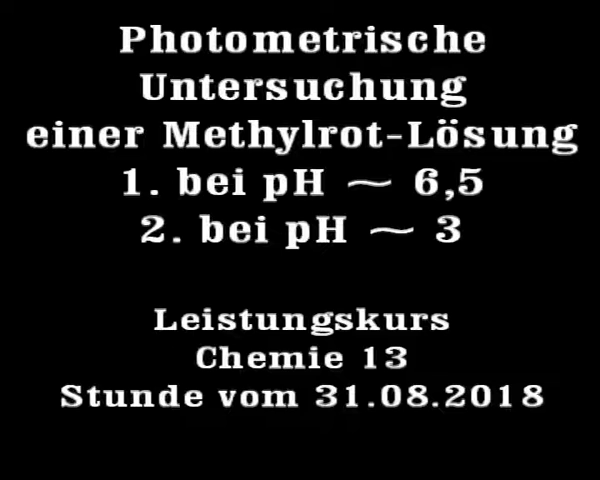 Photometrische
Untersuchung
einer Methylrot-Lösung
1. bei pH ~ 6,5
2. bei pH ~ 3
Leistungskurs
Chemie 13
Stunde vom 31.08.2018